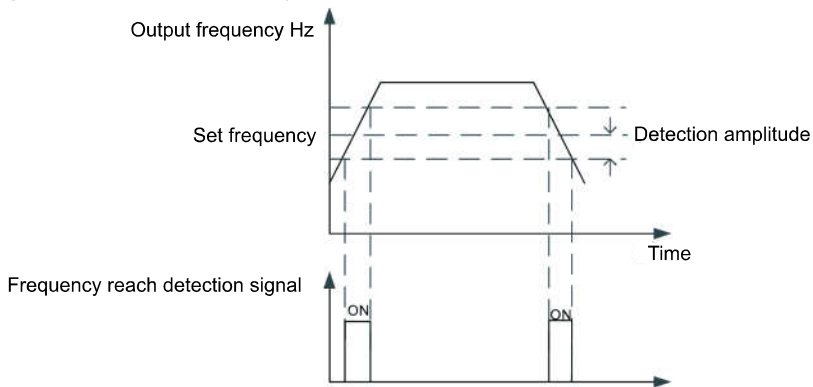 Output frequency Hz
Set frequency
Detection amplitude
Time
Frequency reach detection signal
ON
ON